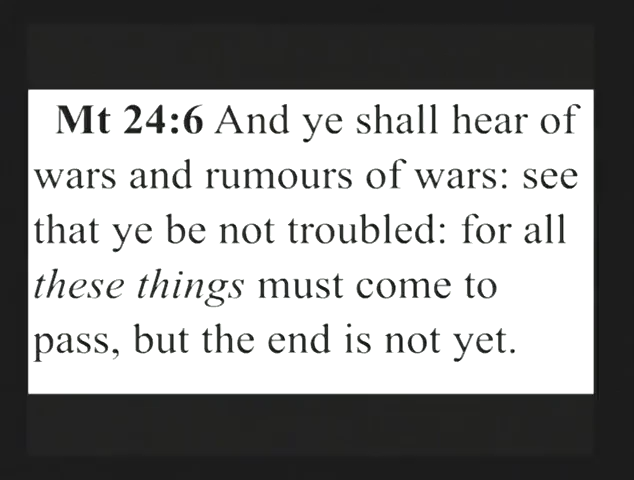 Mt 24:6 And ye shall hear of
wars and rumours of wars: see
that ye be not troubled: for all
these things must come to
pass, but the end is not yet.